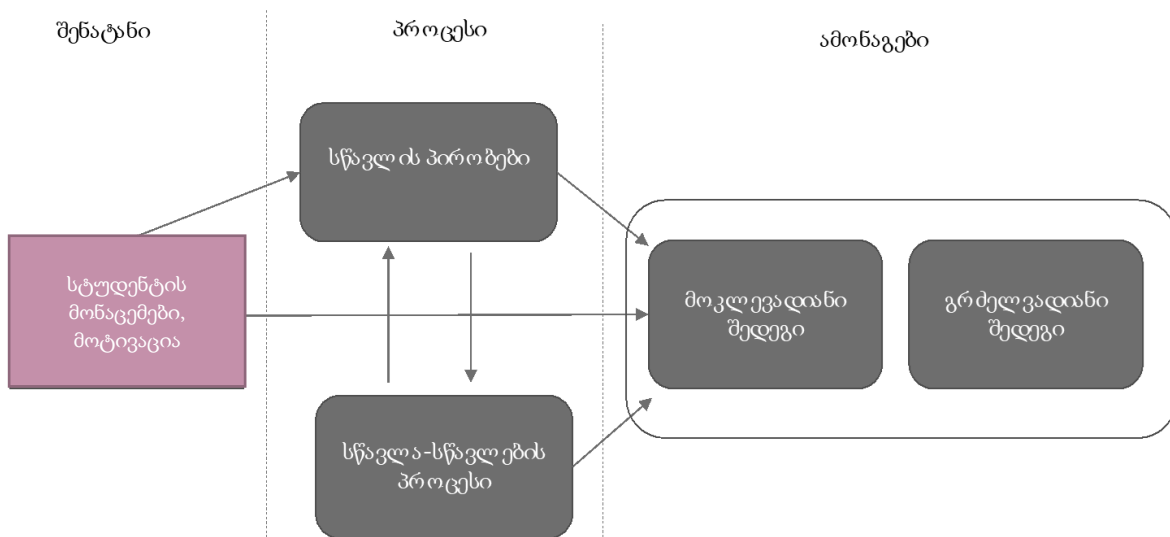 შენატანი
პროცესი
ამონაგები
სწავლის პირობები
სტუდენტის
მონაცემები,
მოტივაცია
მოკლევადიანი
შედეგი
გრძელვადიანი
შედეგი
სწავლა-სწავლების
პროცესი